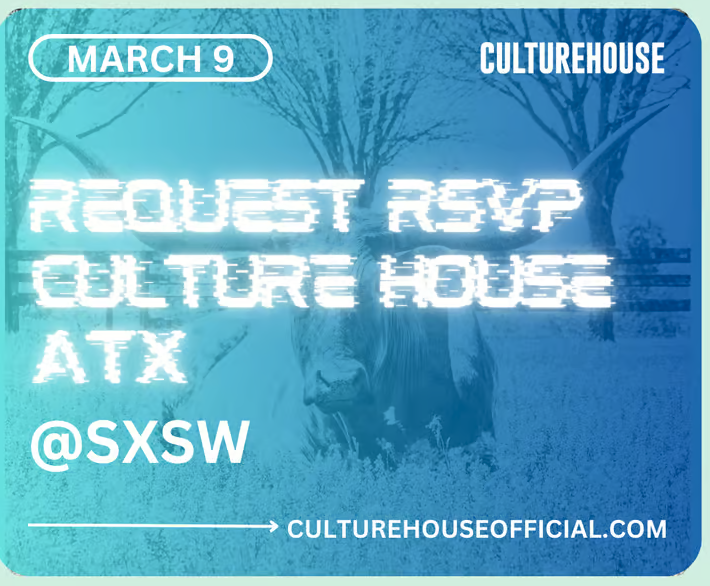 MARCH 9
CULTUREHOUSE
REQUEST RSVP
CULTURE HOUSE
ATX
@SXSW
CULTUREHOUSEOFFICIAL.COM